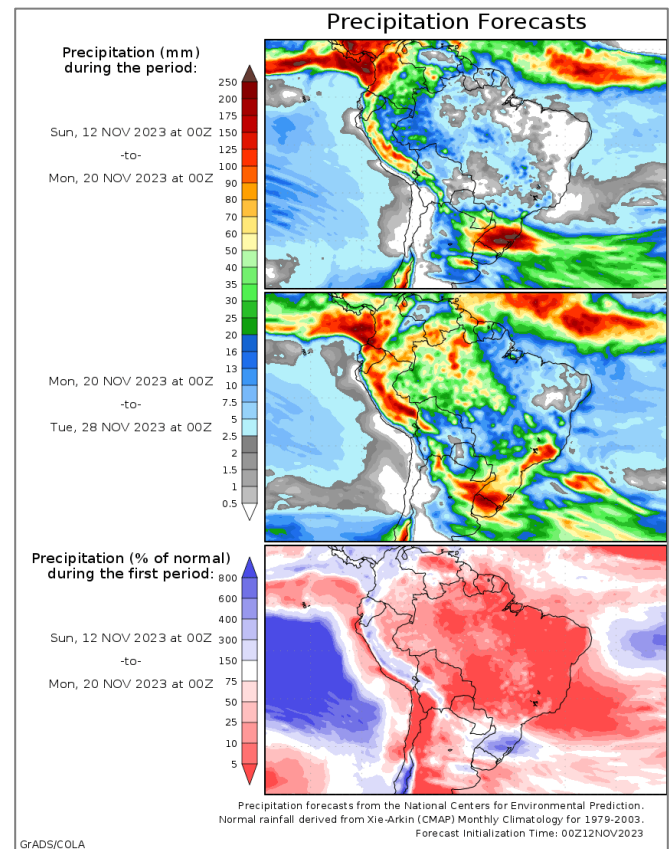 Precipitation Forecasts
Precipitation (mm)
during the period:
Sun, 12 NOV 2023 at 00Z
-to-
Mon, 20 NOV 2023 at 00Z
250
200
175
150
125
100
90
80
70
60
50
40
35
30
25
20
16
13
10
7.5
5
2.5
2
1.5
1
0.5
Mon, 20 NOV 2023 at 00Z
-to-
Tue, 28 NOV 2023 at 00Z
Precipitation (% of normal)
during the first period:
Sun, 12 NOV 2023 at 00Z
-to-
Mon, 20 NOV 2023 at 00Z
800
600
400
300
150
75
50
25
10
5
Precipitation forecasts from the National Centers for Environmental Prediction.
Normal rainfall derived from Xie-Arkin (CMAP) Monthly Climatology for 1979-2003.
Forecast Initialization Time: 00Z12NOV2023
GrADS/COLA